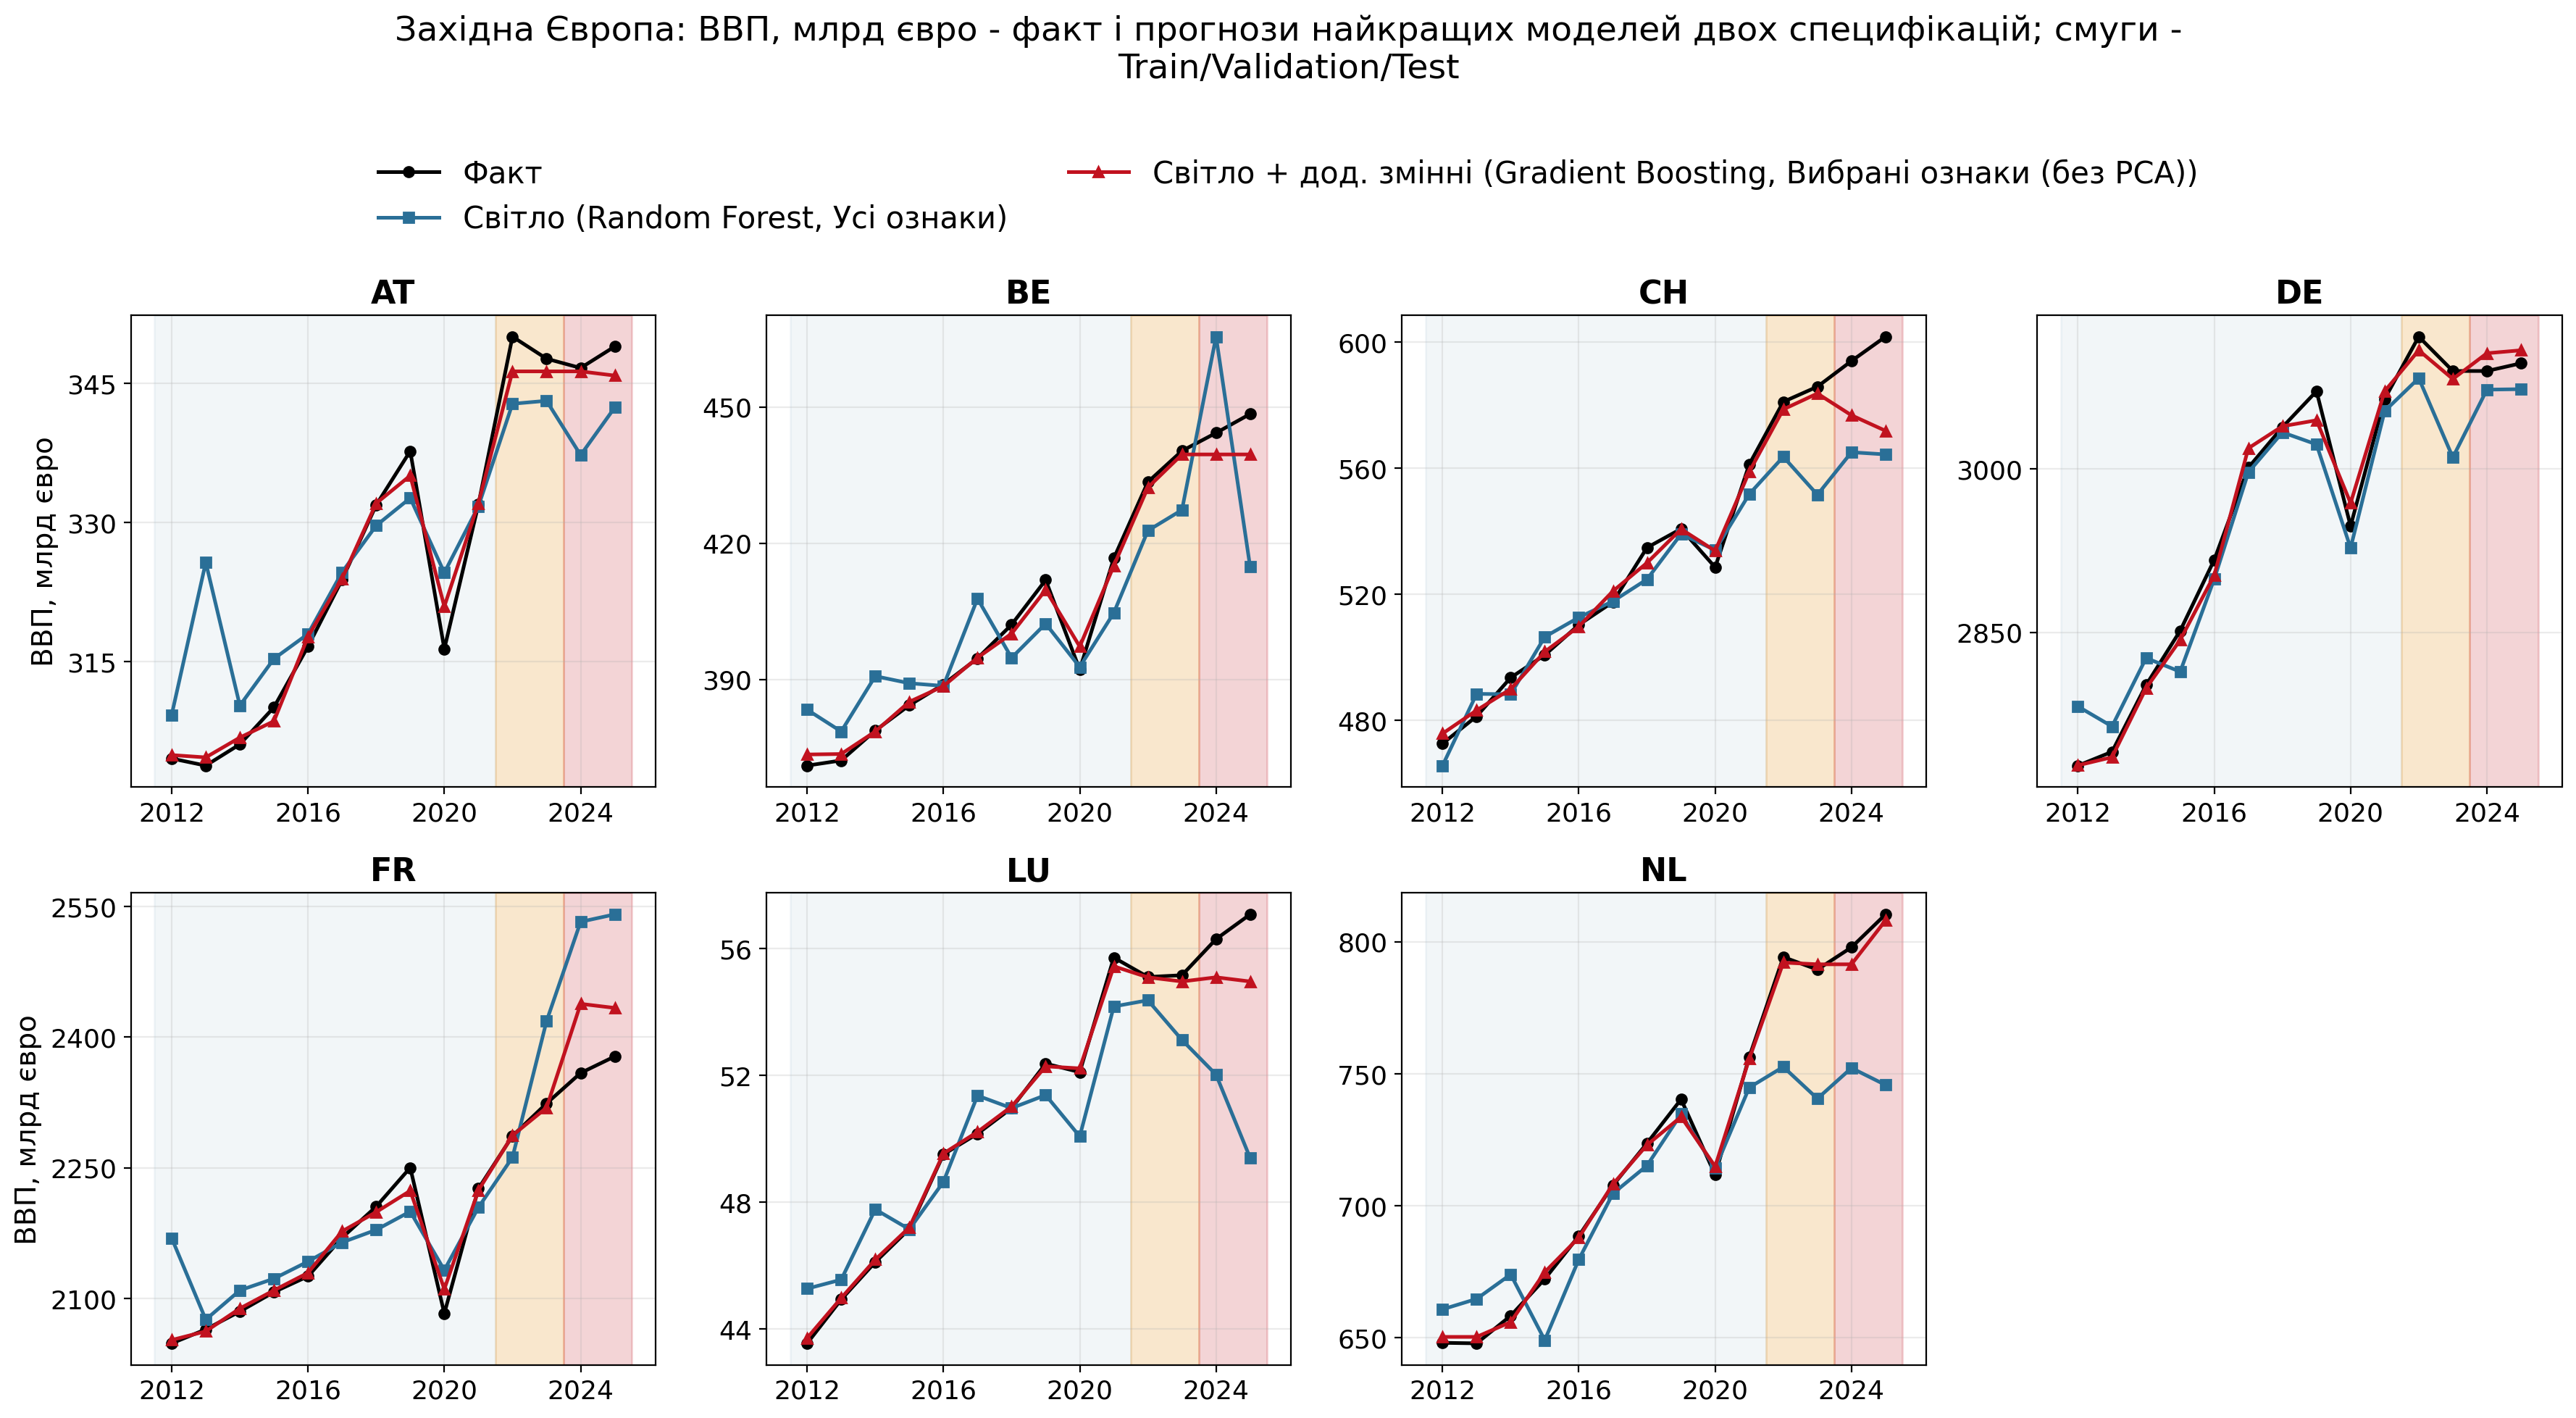 Західна Європа: ВВП, млрд євро - факт і прогнози найкращих моделей двох специфікацій; смуги -
Train/Validation/Test
Факт
Світло (Random Forest, Усі ознаки)
Світло + дод. змінні (Gradient Boosting, Вибрані ознаки (без PCA))
AT
ВВП, млрд євро
345
330
315
2012 2016 2020 2024
BE
450
420
390
2012 2016 2020 2024
CH
600
560
520
480
2012 2016 2020 2024
DE
3000
2850
2012 2016 2020 2024
FR
ВВП, млрд євро
2550
2400
2250
2100
2012 2016 2020 2024
LU
56
52
48
44
2012 2016 2020 2024
NL
800
750
700
650
2012 2016 2020 2024